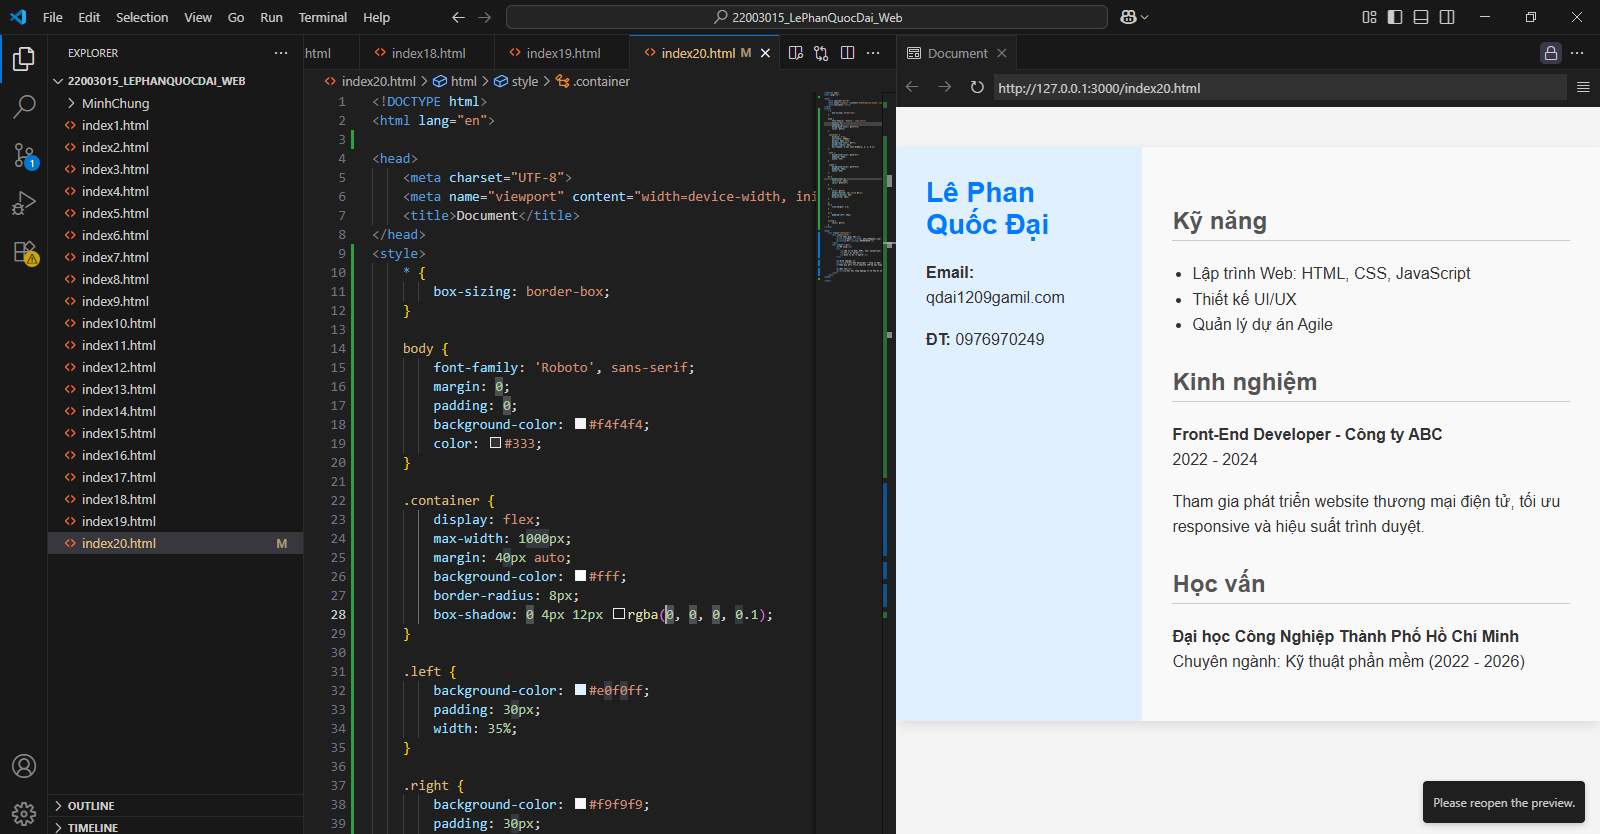 File Edit Selection View Go Run Terminal Help
22003015_LePhanQuocDai_Web
EXPLORER
22003015_LEPHANQUOCDAI_WEB
MinhChung
index1.html
index2.html
index3.html
index4.html
index5.html
index6.html
index7.html
index8.html
index9.html
index10.html
index11.html
index12.html
index13.html
index14.html
index15.html
index16.html
index17.html
index18.html
index19.html
index20.html M
OUTLINE
TIMELINE
1
html index18.html index19.html index20.html M
index20.html > html > style > .container
1 <!DOCTYPE html>
2 <html lang="en">
3
4 <head>
5 <meta charset="UTF-8">
6 <meta name="viewport" content="width=device-width, ini
7 <title>Document</title>
8 </head>
9 <style>
10 * {
11 box-sizing: border-box;
12 }
13
14 body {
15 font-family: 'Roboto', sans-serif;
16 margin: 0;
17 padding: 0;
18 background-color: #f4f4f4;
19 color: #333;
20 }
21
22 .container {
23 display: flex;
24 max-width: 1000px;
25 margin: 40px auto;
26 background-color: #fff;
27 border-radius: 8px;
28 box-shadow: 0 4px 12px rgba(0, 0, 0, 0.1);
29 }
30
31 .left {
32 background-color: #e0f0ff;
33 padding: 30px;
34 width: 35%;
35 }
36
37 .right {
38 background-color: #f9f9f9;
39 padding: 30px;
Document
http://127.0.0.1:3000/index20.html
Lê Phan
Quốc Đại
Email:
qdai1209gamil.com
ĐT: 0976970249
Kỹ năng
• Lập trình Web: HTML, CSS, JavaScript
• Thiết kế UI/UX
• Quản lý dự án Agile
Kinh nghiệm
Front-End Developer - Công ty ABC
2022 - 2024
Tham gia phát triển website thương mại điện tử, tối ưu
responsive và hiệu suất trình duyệt.
Học vấn
Đại học Công Nghiệp Thành Phố Hồ Chí Minh
Chuyên ngành: Kỹ thuật phần mềm (2022 - 2026)
Please reopen the preview.